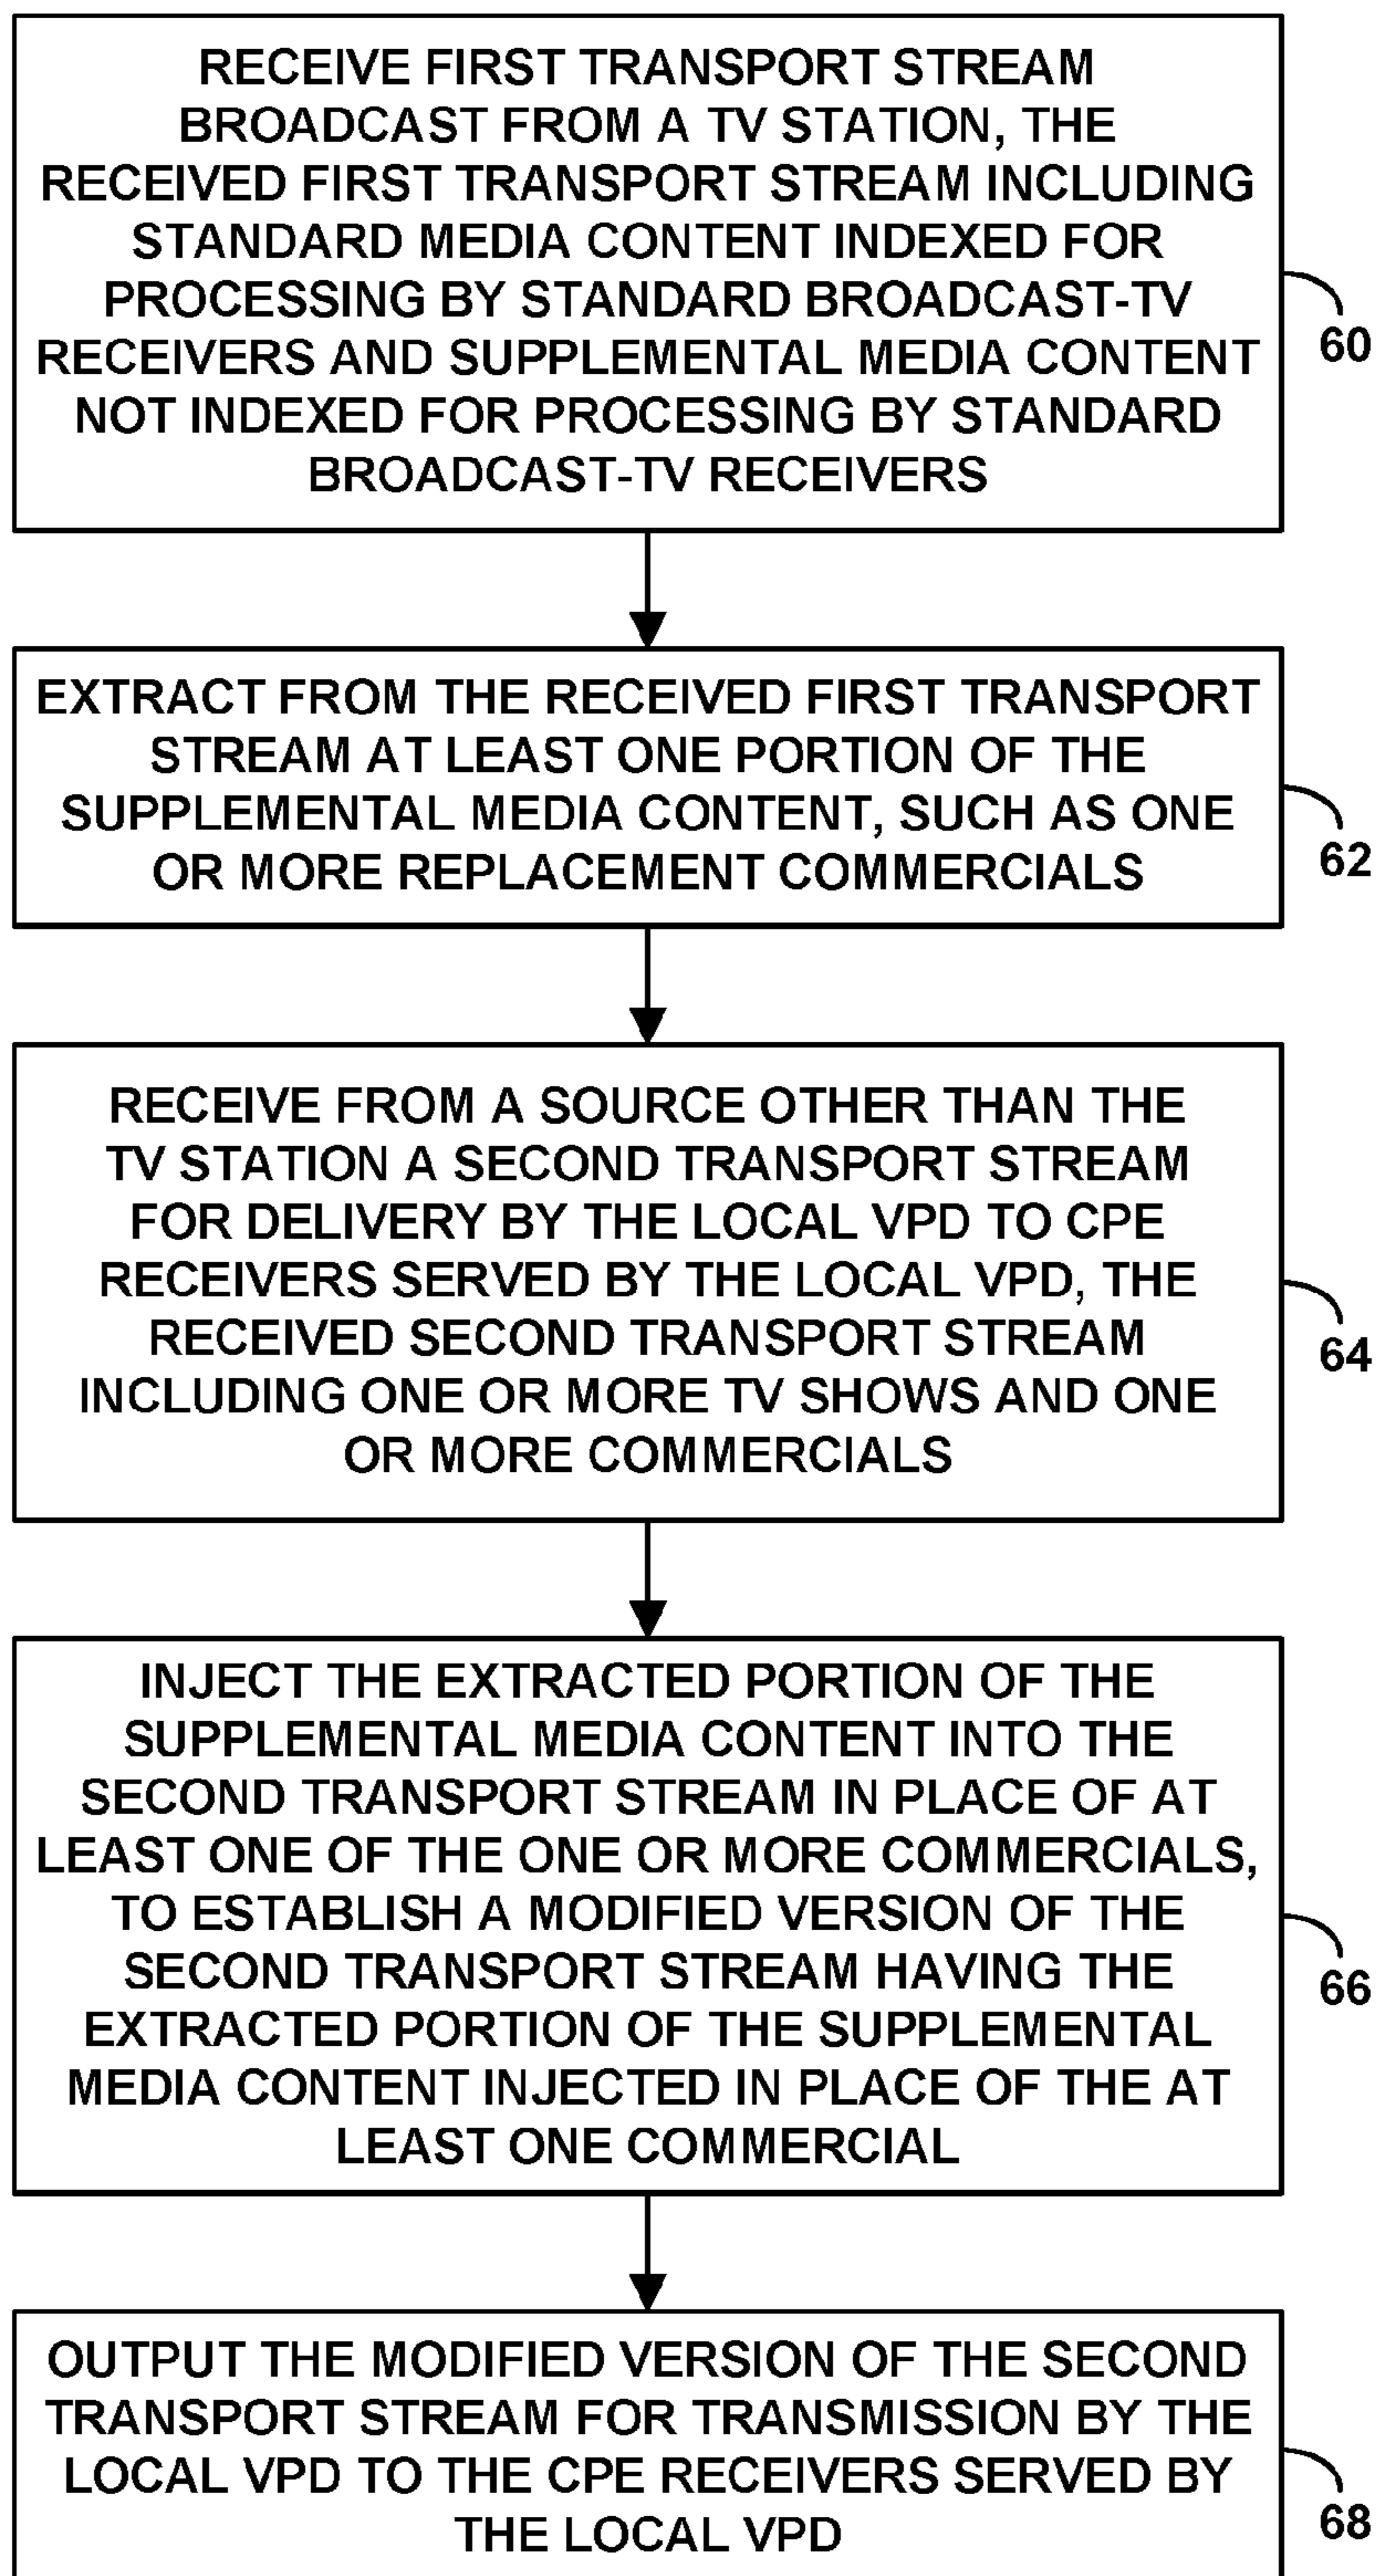 RECEIVE FIRST TRANSPORT STREAM
BROADCAST FROM A TV STATION, THE
RECEIVED FIRST TRANSPORT STREAM INCLUDING
STANDARD MEDIA CONTENT INDEXED FOR
PROCESSING BY STANDARD BROADCAST-TV
RECEIVERS AND SUPPLEMENTAL MEDIA CONTENT
NOT INDEXED FOR PROCESSING BY STANDARD
BROADCAST-TV RECEIVERS
60
EXTRACT FROM THE RECEIVED FIRST TRANSPORT
STREAM AT LEAST ONE PORTION OF THE
SUPPLEMENTAL MEDIA CONTENT, SUCH AS ONE
OR MORE REPLACEMENT COMMERCIALS
62
RECEIVE FROM A SOURCE OTHER THAN THE
TV STATION A SECOND TRANSPORT STREAM
FOR DELIVERY BY THE LOCAL VPD TO CPE
RECEIVERS SERVED BY THE LOCAL VPD, THE
RECEIVED SECOND TRANSPORT STREAM
INCLUDING ONE OR MORE TV SHOWS AND ONE
OR MORE COMMERCIALS
64
INJECT THE EXTRACTED PORTION OF THE
SUPPLEMENTAL MEDIA CONTENT INTO THE
SECOND TRANSPORT STREAM IN PLACE OF AT
LEAST ONE OF THE ONE OR MORE COMMERCIALS,
TO ESTABLISH A MODIFIED VERSION OF THE
SECOND TRANSPORT STREAM HAVING THE
EXTRACTED PORTION OF THE SUPPLEMENTAL
MEDIA CONTENT INJECTED IN PLACE OF THE AT
LEAST ONE COMMERCIAL
66
OUTPUT THE MODIFIED VERSION OF THE SECOND
TRANSPORT STREAM FOR TRANSMISSION BY THE
LOCAL VPD TO THE CPE RECEIVERS SERVED BY
THE LOCAL VPD
68